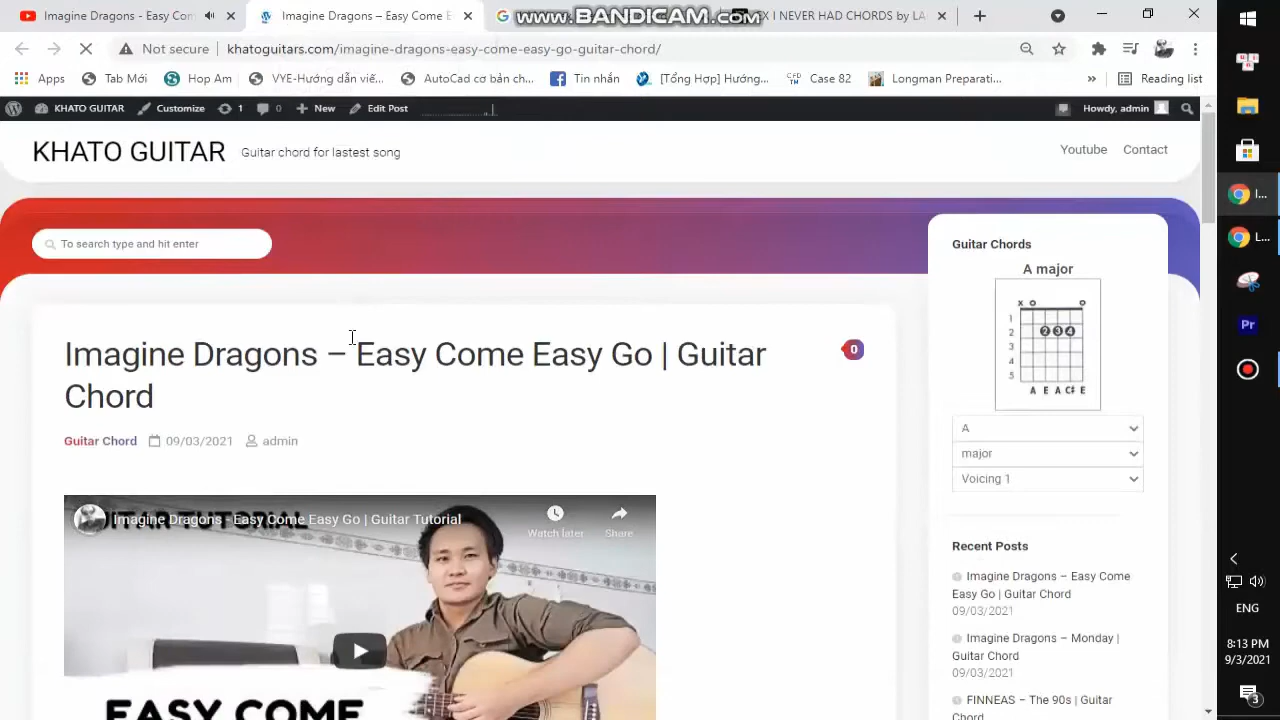 Imagine Dragons - Easy Com
Imagine Dragons – Easy Come E
www.BANDICAM.com
X I NEVER HAD CHORDS by LA
Not secure
khatoguitars.com/imagine-dragons-easy-come-easy-go-guitar-chord/
Apps
Tab Mới
Hop Am
VYE-Hướng dẫn viế...
AutoCad cơ bản ch...
Tin nhắn
[Tổng Hợp] Hướng...
Case 82
Longman Preparati...
»
Reading list
KHATO GUITAR
Customize
1
0
New
Edit Post
Howdy, admin
KHATO GUITAR
Guitar chord for lastest song
Youtube
Contact
To search type and hit enter
Imagine Dragons – Easy Come Easy Go | Guitar
Chord
0
Guitar Chord
09/03/2021
admin
ITAR TUTORIAL
Imagine Dragons - Easy Come Easy Go | Guitar Tutorial
Watch later
Share
EASY COME
Guitar Chords
A major
x o o
1
2
3
4
5
2 3 4
A E A C# E
A
major
Voicing 1
Recent Posts
Imagine Dragons – Easy Come
Easy Go | Guitar Chord
09/03/2021
Imagine Dragons – Monday |
Guitar Chord
09/03/2021
FINNEAS – The 90s | Guitar
Chord
I...
L...
Pr
ENG
8:13 PM
9/3/2021
3